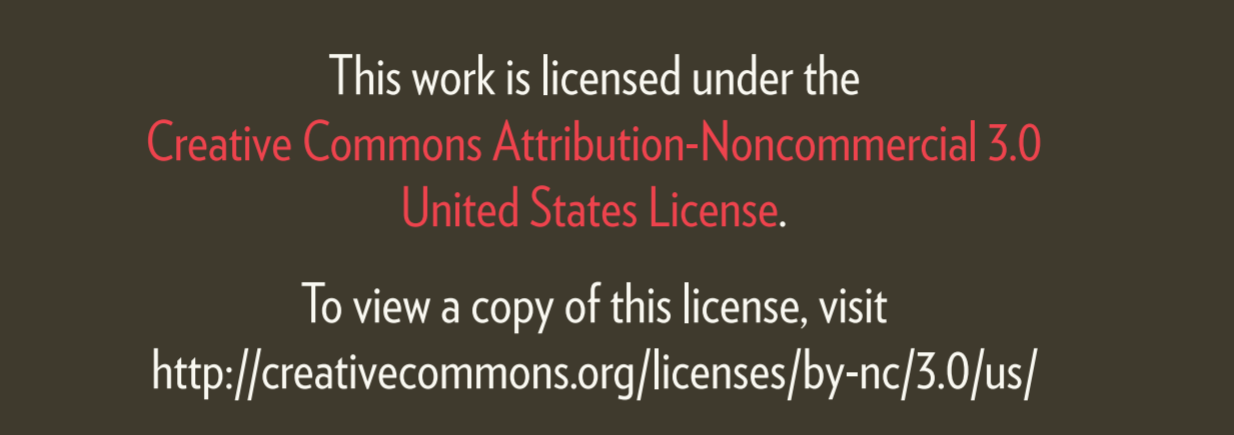 This work is licensed under the
Creative Commons Attribution-Noncommercial 3.0
United States License.
To view a copy of this license, visit
http://creativecommons.org/licenses/by-nc/3.0/us/